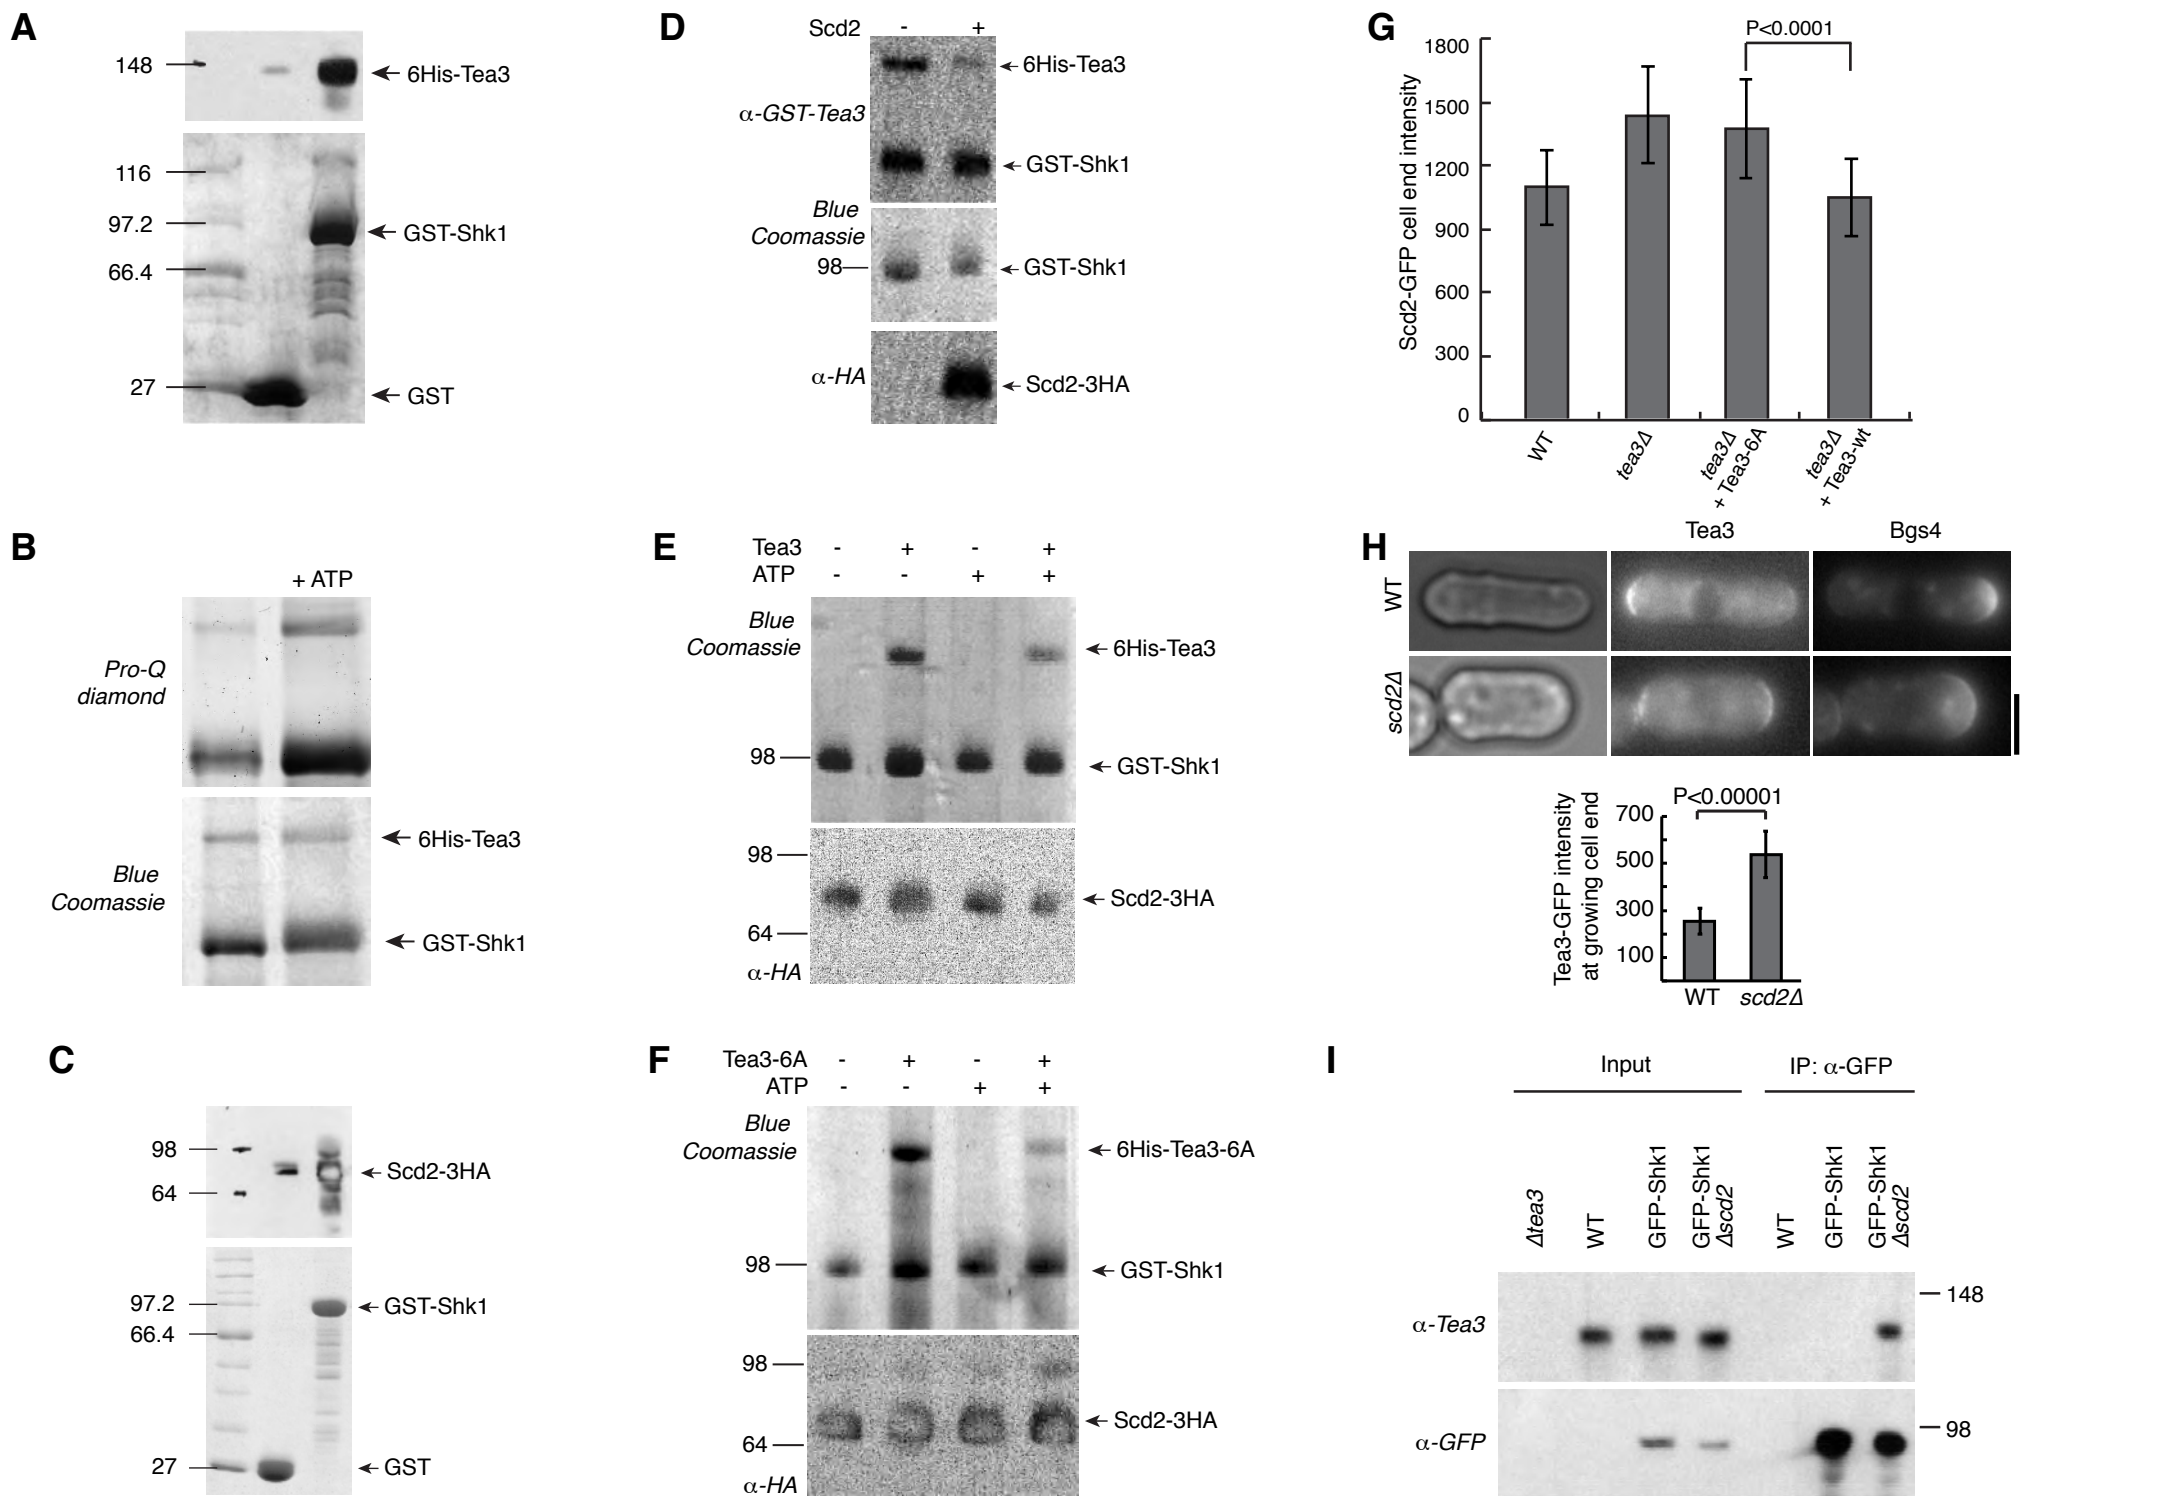 A
148
6His-Tea3
116
97.2
GST-Shk1
66.4
27
GST
B
+ ATP
Pro-Q
diamond
6His-Tea3
Blue
Coomassie
GST-Shk1
C
98
Scd2-3HA
64
97.2
GST-Shk1
66.4
27
GST
D
Scd2 - +
6His-Tea3
α-GST-Tea3
GST-Shk1
Blue
Coomassie
98
GST-Shk1
α-HA
Scd2-3HA
E
Tea3 - + - +
ATP - - + +
Blue
Coomassie
6His-Tea3
98
GST-Shk1
98
Scd2-3HA
64
α-HA
F
Tea3-6A - + - +
ATP - - + +
Blue
Coomassie
6His-Tea3-6A
98
GST-Shk1
98
Scd2-3HA
64
α-HA
G
P<0.0001
Scd2-GFP cell end intensity
1800
1500
1200
900
600
300
0
WT
tea3Δ
tea3Δ
+ Tea3-6A
tea3Δ
+ Tea3-wt
H
Tea3
Bgs4
WT
scd2Δ
P<0.00001
Tea3-GFP intensity
at growing cell end
700
500
300
100
WT
scd2Δ
I
Input
IP: α-GFP
Δtea3
WT
GFP-Shk1
GFP-Shk1
Δscd2
WT
GFP-Shk1
GFP-Shk1
Δscd2
148
α-Tea3
98
α-GFP